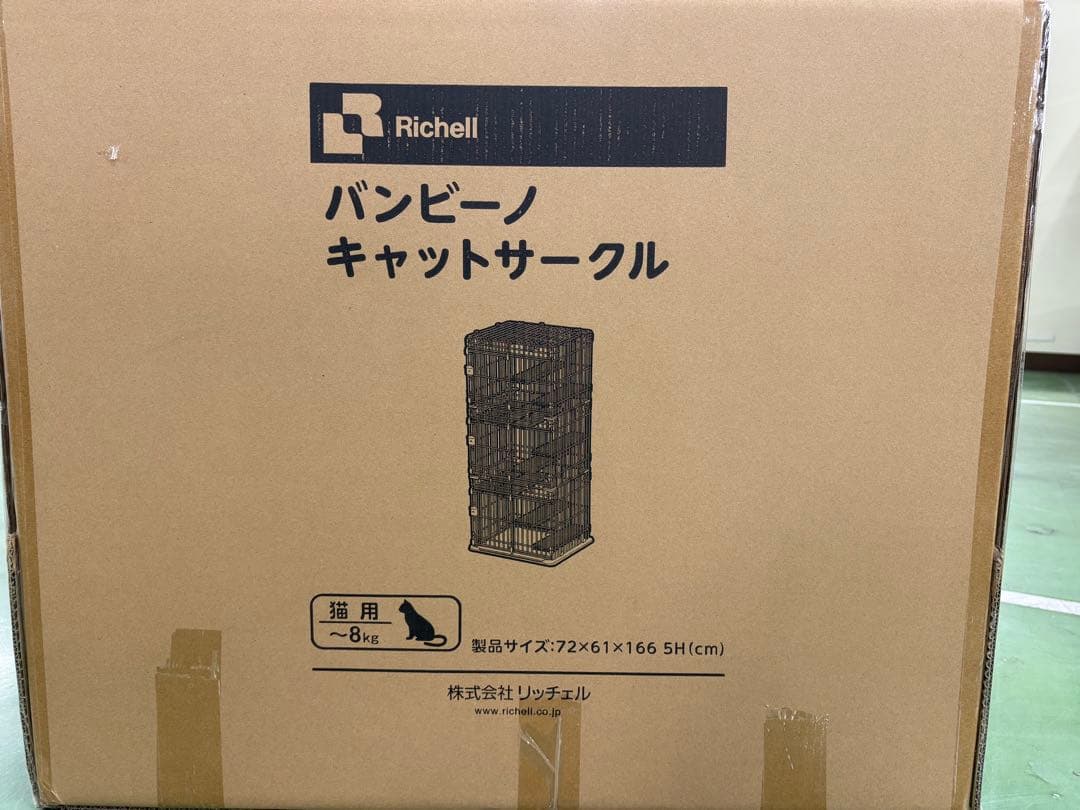 Richell
バンビーノ
キャットサークル
猫用
〜8kg
製品サイズ:72×61×166 5H(cm)
株式会社 リッチェル
www.richell.co.jp